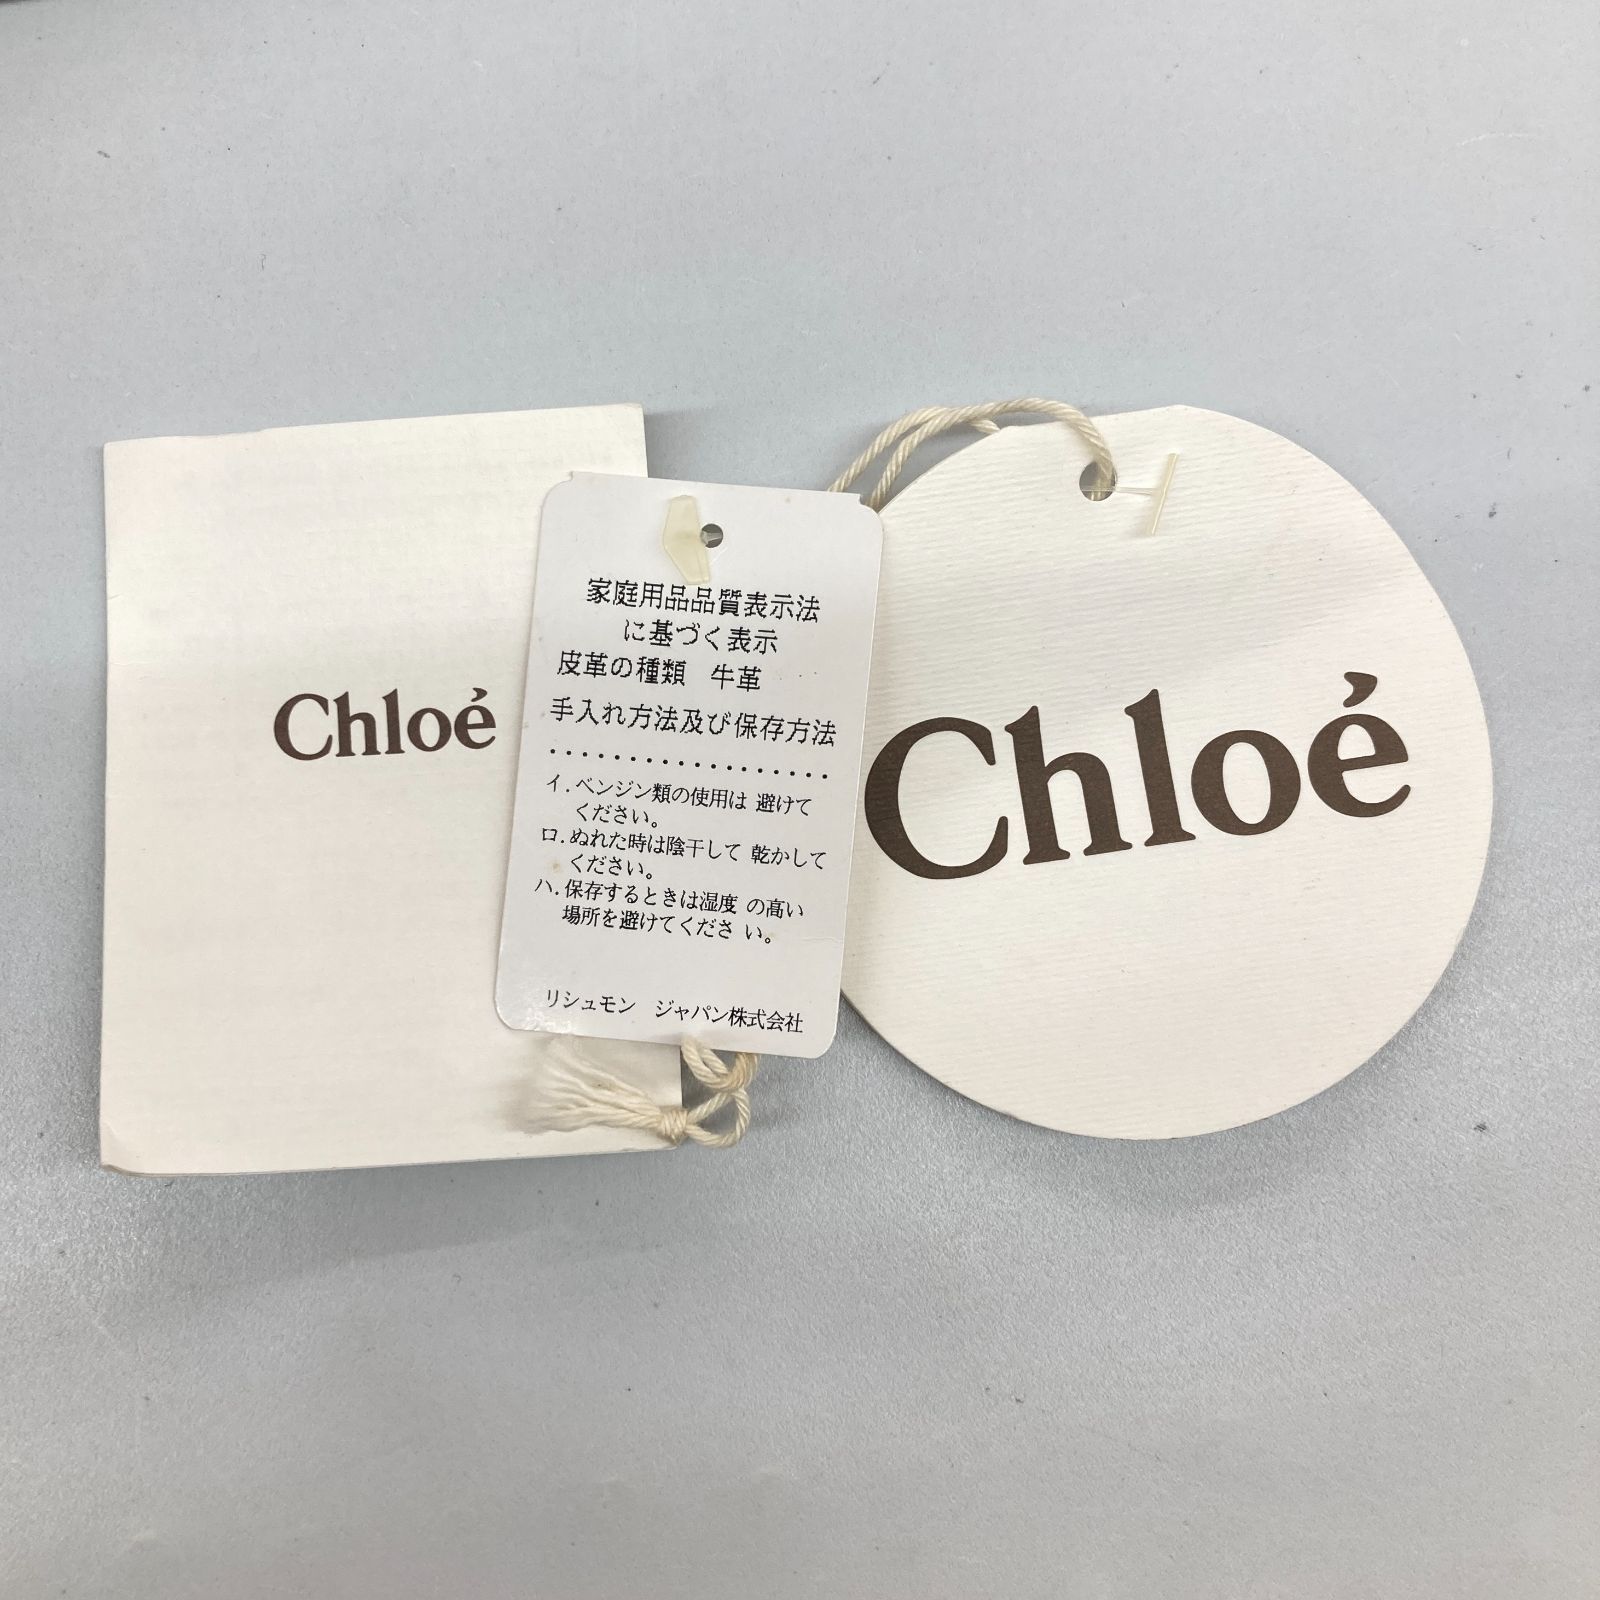 Chloé
家庭用品品質表示法
に基づく表示
皮革の種類 牛革
手入れ方法及び保存方法
··················
イ.ベンジン類の使用は 避けて
ください。
ロ.ぬれた時は陰干して 乾かして
ください。
ハ.保存するときは湿度 の高い
場所を避けてくださ い。
リシュモン ジャパン株式会社
Chloé